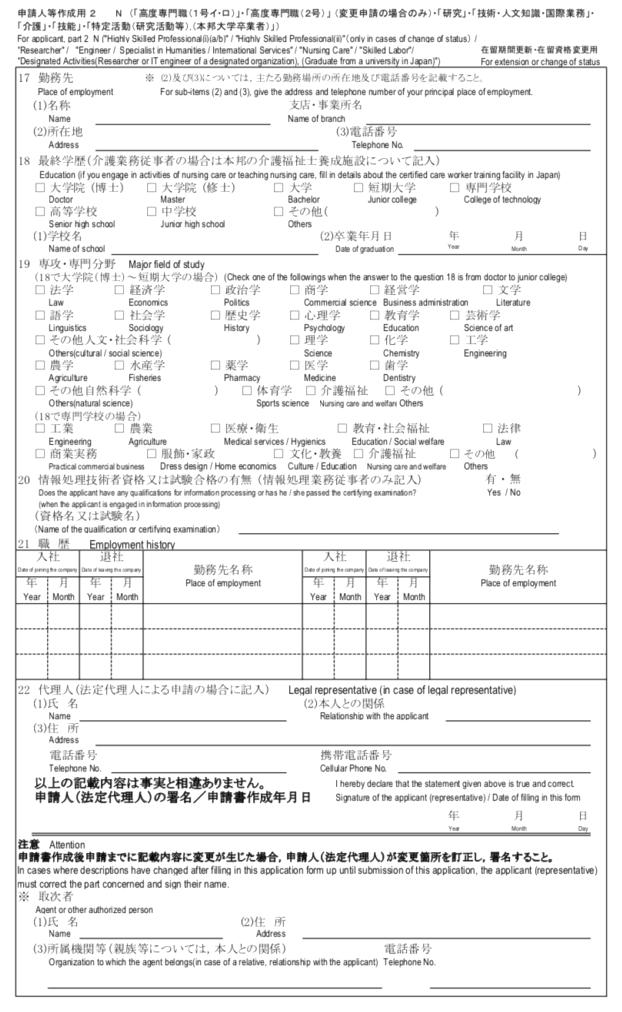 申請人等作成用 2　　N　(「高度専門職(1号イ・ロ)」・「高度専門職(2号)」(変更申請の場合のみ)・「研究」・「技術・人文知識・国際業務」・
「介護」・「技能」・「特定活動(研究活動等),(本邦大学卒業者)」)
For applicant, part 2 N ("Highly Skilled Professional(i)(a/b)" / "Highly Skilled Professional(ii)"(only in cases of change of status) /
"Researcher"/ "Engineer / Specialist in Humanities / International Services" / "Nursing Care" / "Skilled Labor"/ 在留期間更新・在留資格変更用
"Designated Activities(Researcher or IT engineer of a designated organization), (Graduate from a university in Japan)") For extension or change of status
17 勤務先 ※ (2)及び(3)については,主たる勤務場所の所在地及び電話番号を記載すること。
Place of employment For sub-items (2) and (3), give the address and telephone number of your principal place of employment.
(1)名称 支店・事業所名
Name Name of branch
(2)所在地 (3)電話番号
Address Telephone No.
18 最終学歴(介護業務従事者の場合は本邦の介護福祉士養成施設について記入)
Education (if you engage in activities of nursing care or teaching nursing care, fill in details about the certified care worker training facility in Japan)
□ 大学院 (博士) □ 大学院 (修士) □ 大学 □ 短期大学 □ 専門学校
Doctor Master Bachelor Junior college College of technology
□ 高等学校 □ 中学校 □ その他( )
Senior high school Junior high school Others
(1)学校名 (2)卒業年月日 年 月 日
Name of school Date of graduation Year Month Day
19 専攻・専門分野 Major field of study
(18で大学院(博士)～短期大学の場合) (Check one of the followings when the answer to the question 18 is from doctor to junior college)
□ 法学 □ 経済学 □ 政治学 □ 商学 □ 経営学 □ 文学
Law Economics Politics Commercial science Business administration Literature
□ 語学 □ 社会学 □ 歴史学 □ 心理学 □ 教育学 □ 芸術学
Linguistics Sociology History Psychology Education Science of art
□ その他人文・社会科学 ( ) □ 理学 □ 化学 □ 工学
Others(cultural / social science) Science Chemistry Engineering
□ 農学 □ 水産学 □ 薬学 □ 医学 □ 歯学
Agriculture Fisheries Pharmacy Medicine Dentistry
□ その他自然科学 ( ) □ 体育学 □ 介護福祉 □ その他 ( )
Others(natural science) Sports science Nursing care and welfare Others
(18で専門学校の場合)
□ 工業 □ 農業 □ 医療・衛生 □ 教育・社会福祉 □ 法律
Engineering Agriculture Medical services / Hygienics Education / Social welfare Law
□ 商業実務 □ 服飾・家政 □ 文化・教養 □ 介護福祉 □ その他 ( )
Practical commercial business Dress design / Home economics Culture / Education Nursing care and welfare Others
20 情報処理技術者資格又は試験合格の有無 (情報処理業務従事者のみ記入) 有 ・ 無
Does the applicant have any qualifications for information processing or has he / she passed the certifying examination? Yes / No
(when the applicant is engaged in information processing)
(資格名又は試験名)
(Name of the qualification or certifying examination)
21 職 歴 Employment history
入社 退社 勤務先名称 入社 退社 勤務先名称
Date of joining the company Date of leaving the company Date of joining the company Date of leaving the company
年 月 年 月 Place of employment 年 月 年 月 Place of employment
Year Month Year Month Year Month Year Month
22 代理人(法定代理人による申請の場合に記入) Legal representative (in case of legal representative)
(1)氏 名 (2)本人との関係
Name Relationship with the applicant
(3)住 所
Address
電話番号 携帯電話番号
Telephone No. Cellular Phone No.
以上の記載内容は事実と相違ありません。 I hereby declare that the statement given above is true and correct.
申請人(法定代理人)の署名／申請書作成年月日 Signature of the applicant (representative) / Date of filling in this form
年 月 日
Year Month Day
注意 Attention
申請書作成後申請までに記載内容に変更が生じた場合,申請人(法定代理人)が変更箇所を訂正し,署名すること。
In cases where descriptions have changed after filling in this application form up until submission of this application, the applicant (representative)
must correct the part concerned and sign their name.
※ 取次者
Agent or other authorized person
(1)氏 名 (2)住 所
Name Address
(3)所属機関等(親族等については,本人との関係) 電話番号
Organization to which the agent belongs(in case of a relative, relationship with the applicant) Telephone No.